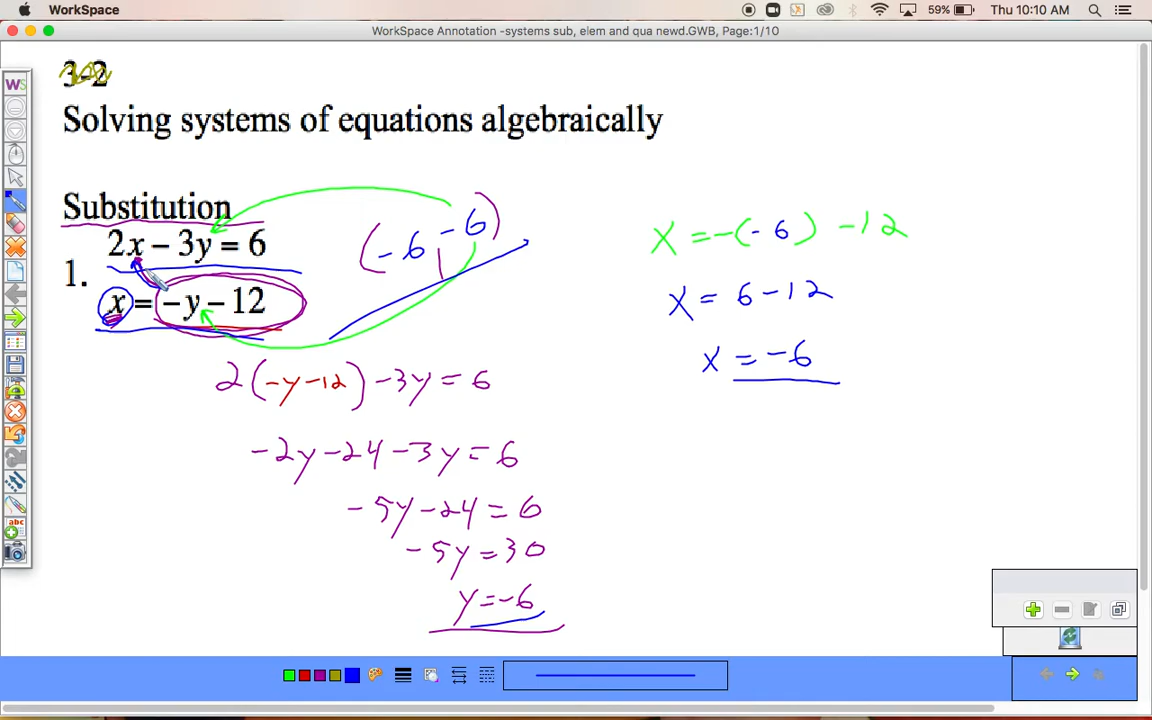 WorkSpace
59%
Thu 10:10 AM
WorkSpace Annotation -systems sub, elem and qua newd.GWB, Page:1/10
WS
3-2
Solving systems of equations algebraically
Substitution
2x − 3y = 6
1.
x = −y − 12
(-6, -6)
2(-y-12) -3y = 6
-2y -24 -3y = 6
-5y -24 = 6
-5y = 30
y = -6
x = -(-6) -12
x = 6 -12
x = -6
abc